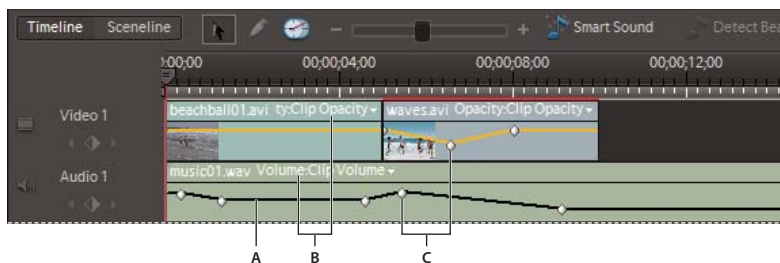 Timeline Sceneline Smart Sound Detect Bea
;00;00 00;00;04;00 00;00;08;00 00;00;12;00
Video 1 beachball01.avi ty:Clip Opacity waves.avi Opacity:Clip Opacity
Audio 1 music01.wav Volume:Clip Volume
A B C